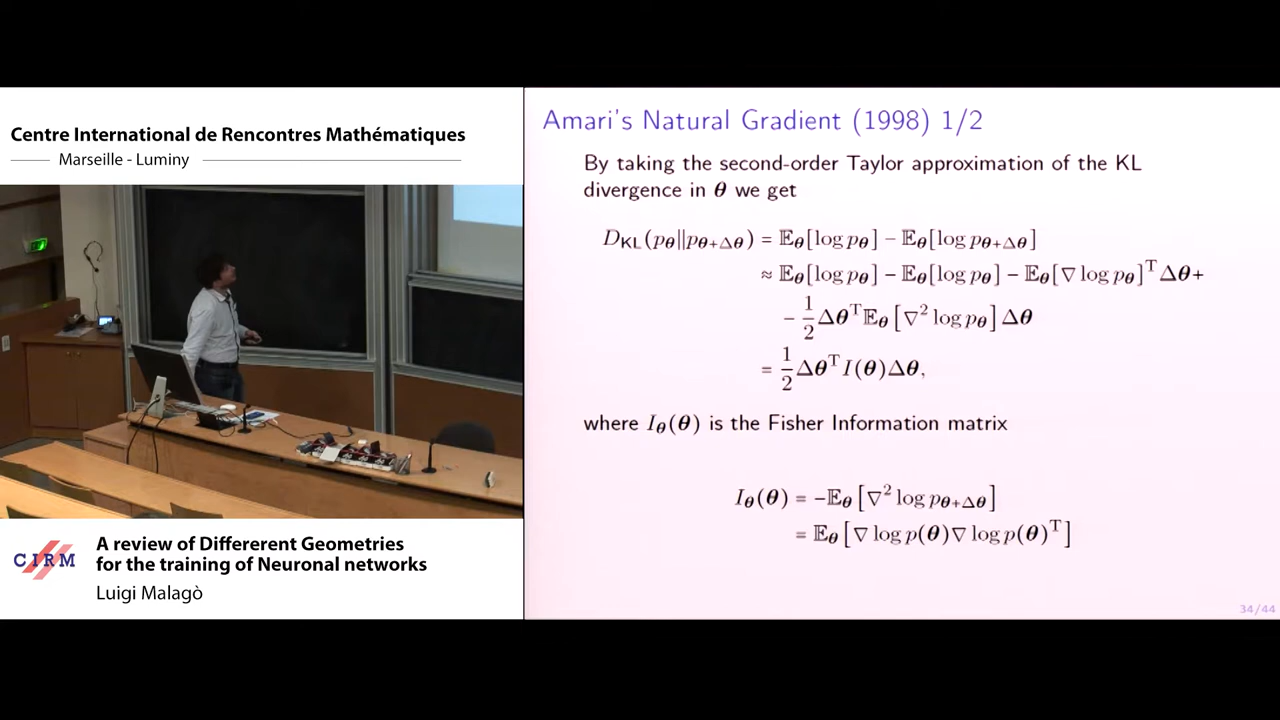 Centre International de Rencontres Mathématiques
Marseille - Luminy
CIRM
A review of Differerent Geometries
for the training of Neuronal networks
Luigi Malagò
Amari's Natural Gradient (1998) 1/2
By taking the second-order Taylor approximation of the KL
divergence in θ we get
D_KL(p_θ||p_θ+Δθ) = 𝔼_θ[log p_θ] − 𝔼_θ[log p_θ+Δθ]
≈ 𝔼_θ[log p_θ] − 𝔼_θ[log p_θ] − 𝔼_θ[∇ log p_θ]^T Δθ+
− 1/2 Δθ^T 𝔼_θ[∇² log p_θ] Δθ
= 1/2 Δθ^T I(θ)Δθ,
where I_θ(θ) is the Fisher Information matrix
I_θ(θ) = −𝔼_θ[∇² log p_θ+Δθ]
= 𝔼_θ[∇ log p(θ)∇ log p(θ)^T]
34/44